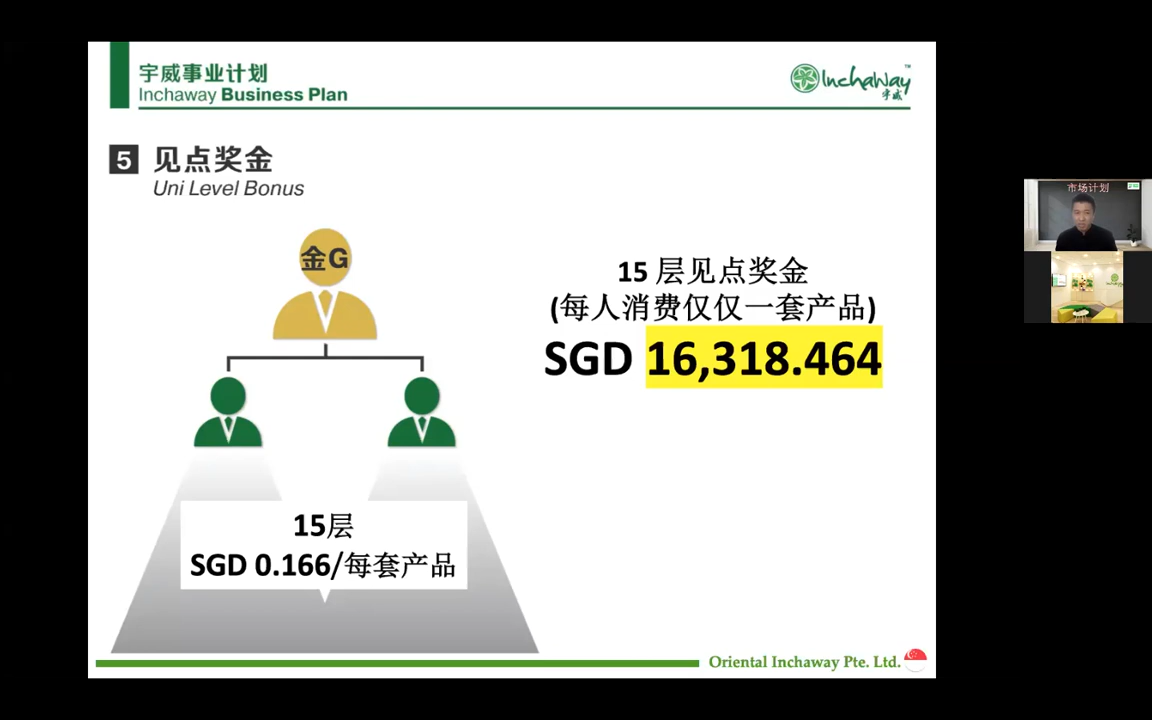 宇威事业计划
Inchaway Business Plan
InchaWay™
宇威
5 见点奖金
Uni Level Bonus
金G
15 层见点奖金
(每人消费仅仅一套产品)
SGD 16,318.464
15层
SGD 0.166/每套产品
Oriental Inchaway Pte. Ltd.
市场计划